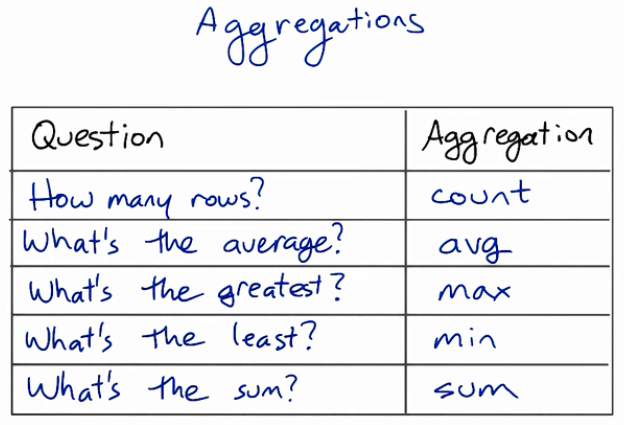 Aggregations
Question Aggregation
How many rows? count
What's the average? avg
What's the greatest? max
What's the least? min
What's the sum? sum